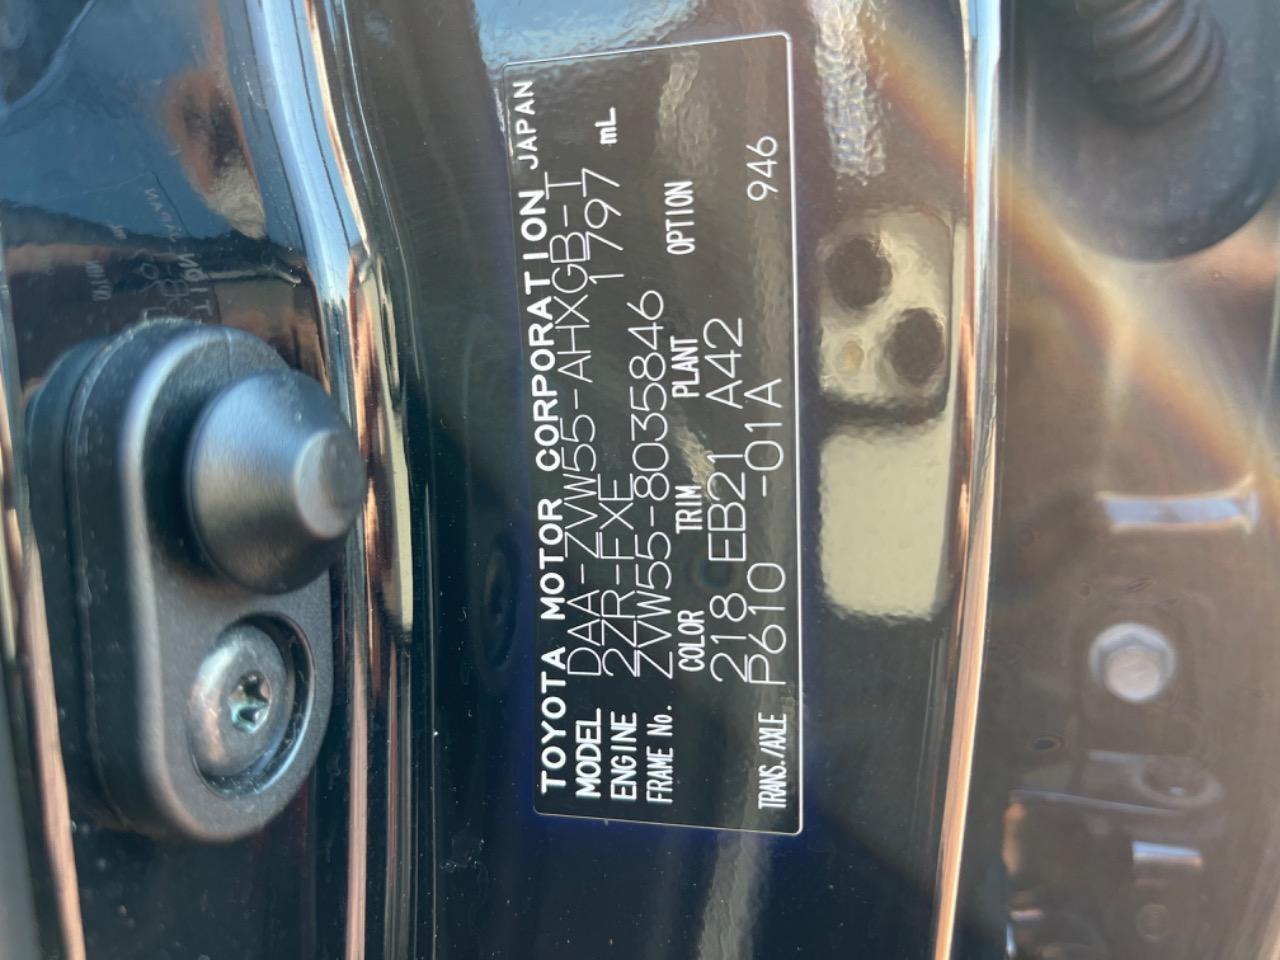 TOYOTA MOTOR CORPORATION JAPAN
MODEL DAA-ZVW55-AHXGB-T
ENGINE 2ZR-FXE 1797 mL
FRAME No. ZVW55-8035846
COLOR TRIM PLANT OPTION
218 EB21 A42
TRANS./AXLE P610 -01A 946